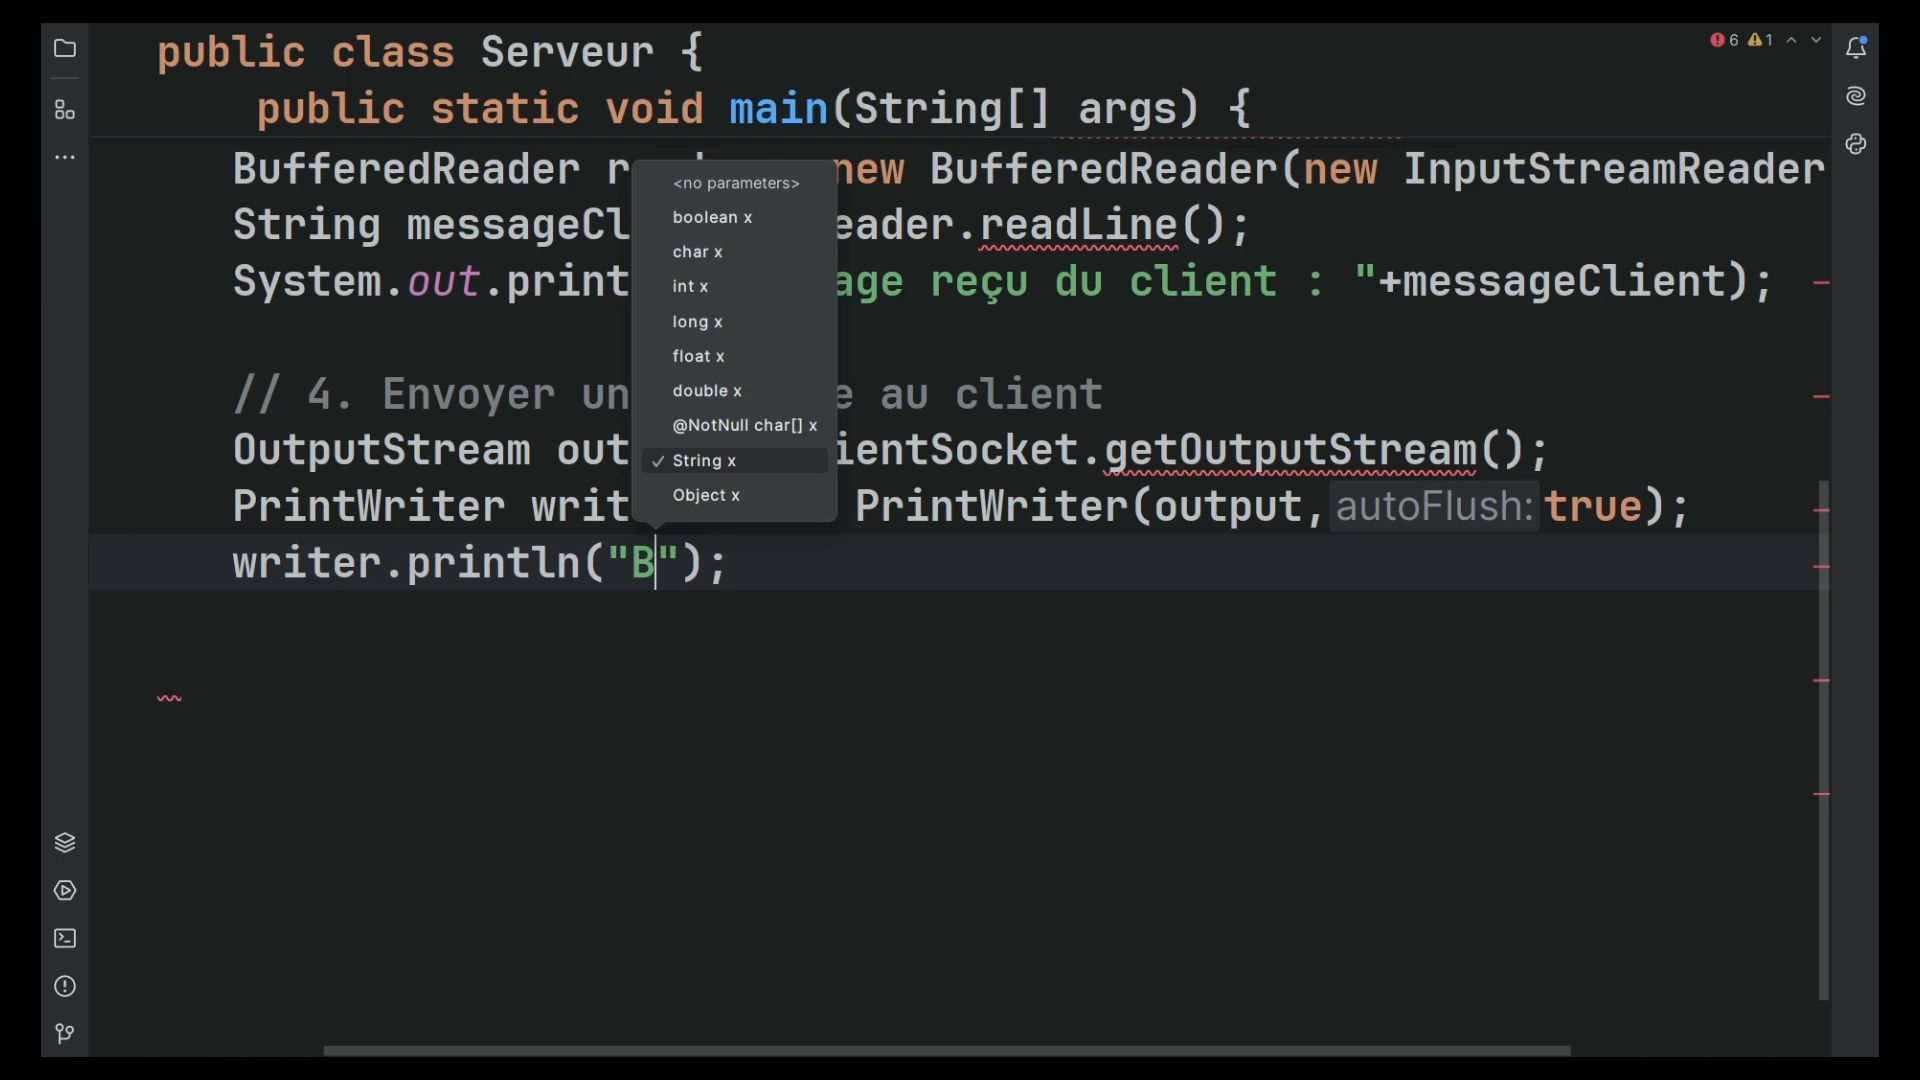 public class Serveur {
6 1
public static void main(String[] args) {
BufferedReader new BufferedReader(new InputStreamReader
String messageCl eader.readLine();
System.out.print age reçu du client : "+messageClient);
// 4. Envoyer un e au client
OutputStream out ientSocket.getOutputStream();
PrintWriter writ PrintWriter(output, autoFlush: true);
writer.println("B");
<no parameters>
boolean x
char x
int x
long x
float x
double x
@NotNull char[] x
✓ String x
Object x